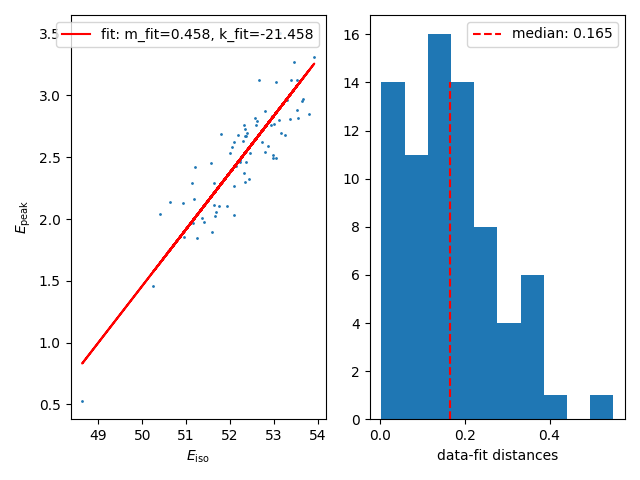 3.5
3.0
2.5
2.0
1.5
1.0
0.5
E_peak
49 50 51 52 53 54
E_iso
fit: m_fit=0.458, k_fit=-21.458
16
14
12
10
8
6
4
2
0
0.0 0.2 0.4
data-fit distances
median: 0.165